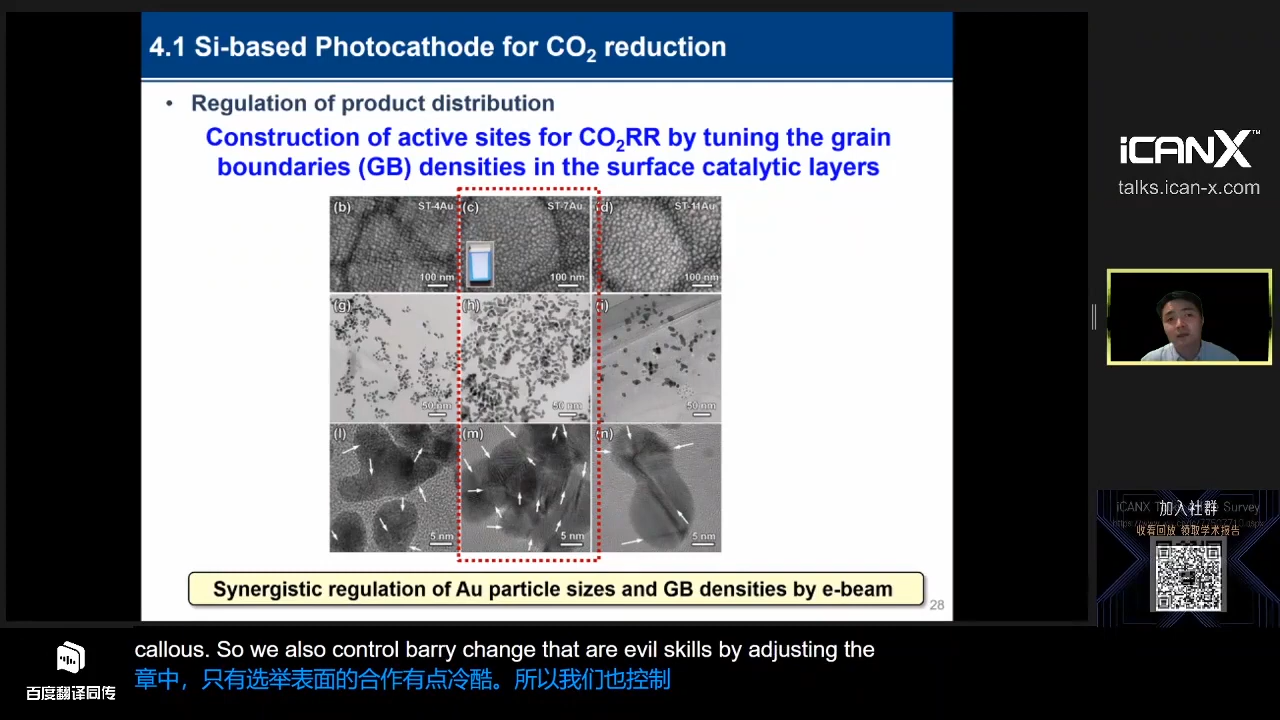 4.1 Si-based Photocathode for CO2 reduction
• Regulation of product distribution
Construction of active sites for CO2RR by tuning the grain
boundaries (GB) densities in the surface catalytic layers
(b) ST-4Au (c) ST-7Au (d) ST-11Au
100 nm 100 nm 100 nm
(g) (h) (i)
50 nm 50 nm 50 nm
(l) (m) (n)
5 nm 5 nm 5 nm
Synergistic regulation of Au particle sizes and GB densities by e-beam
28
iCANX™
talks.ican-x.com
加入社群
收看回放 领取学术报告
百度翻译同传
callous. So we also control barry change that are evil skills by adjusting the
章中，只有选举表面的合作有点冷酷。所以我们也控制